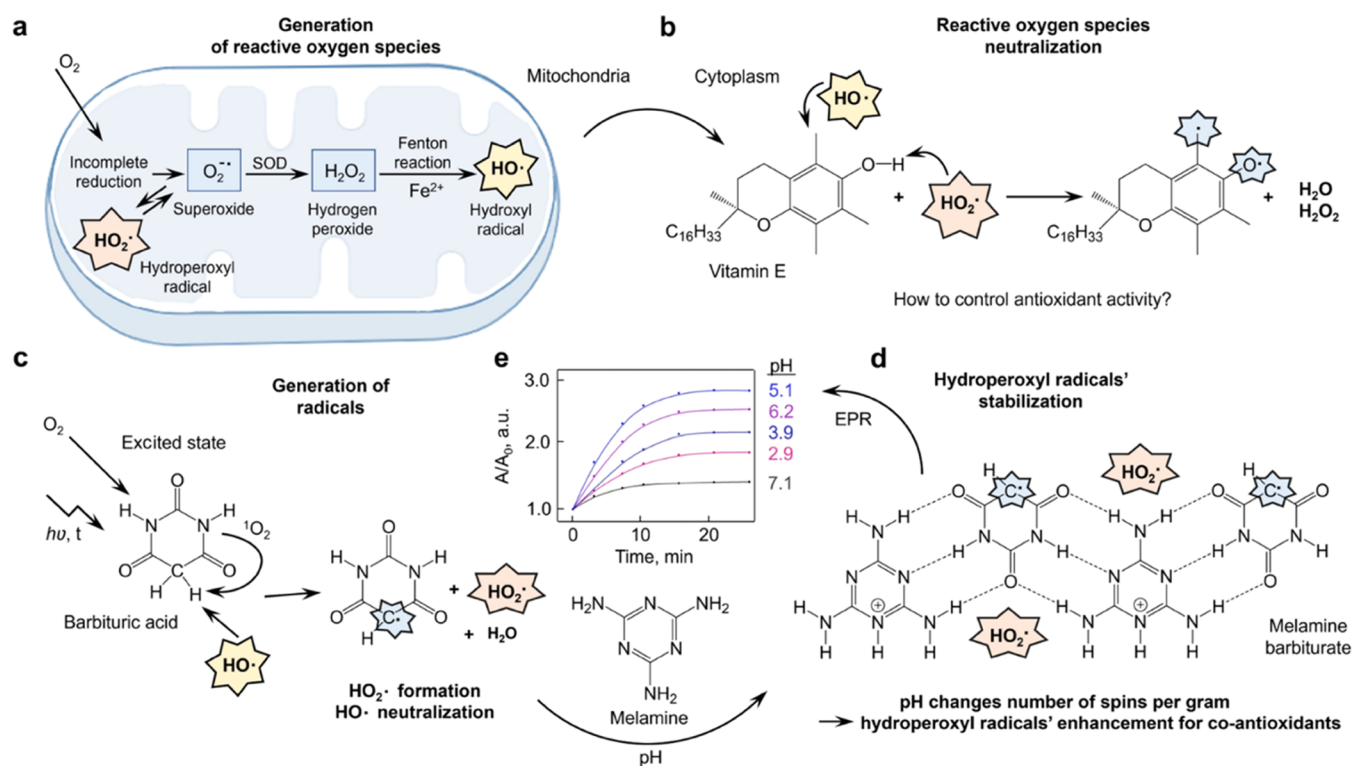 a
Generation
of reactive oxygen species
O₂
Incomplete
reduction
O₂⁻·
Superoxide
SOD
H₂O₂
Hydrogen
peroxide
Fenton
reaction
Fe²⁺
HO·
Hydroxyl
radical
HO₂·
Hydroperoxyl
radical
Mitochondria
Cytoplasm
b
Reactive oxygen species
neutralization
HO·
O–H
C₁₆H₃₃
O
Vitamin E
+
HO₂·
·
O·
C₁₆H₃₃
O
+
H₂O
H₂O₂
How to control antioxidant activity?
c
Generation of
radicals
O₂
Excited state
hυ, t
O
H
N
N
H
O
C
O
H
H
¹O₂
Barbituric acid
HO·
O
H
N
N
H
O
C·
O
H
+
HO₂·
+ H₂O
HO₂· formation
HO· neutralization
e
A/A₀, a.u.
3.0
2.0
1.0
0
10
20
Time, min
pH
5.1
6.2
3.9
2.9
7.1
H₂N
N
NH₂
N
N
NH₂
Melamine
pH
d
Hydroperoxyl radicals’
stabilization
EPR
H
C·
HO₂·
H
C·
O
O
O
O
H
H
N
H
H
N
N
N
H
H
N
N
H
N
N
N
N
O
O
H
N
N
H
N
H
H
N
N
H
N
H
⊕
⊕
H
H
H
H
H
H
HO₂·
Melamine
barbiturate
pH changes number of spins per gram
→ hydroperoxyl radicals’ enhancement for co-antioxidants